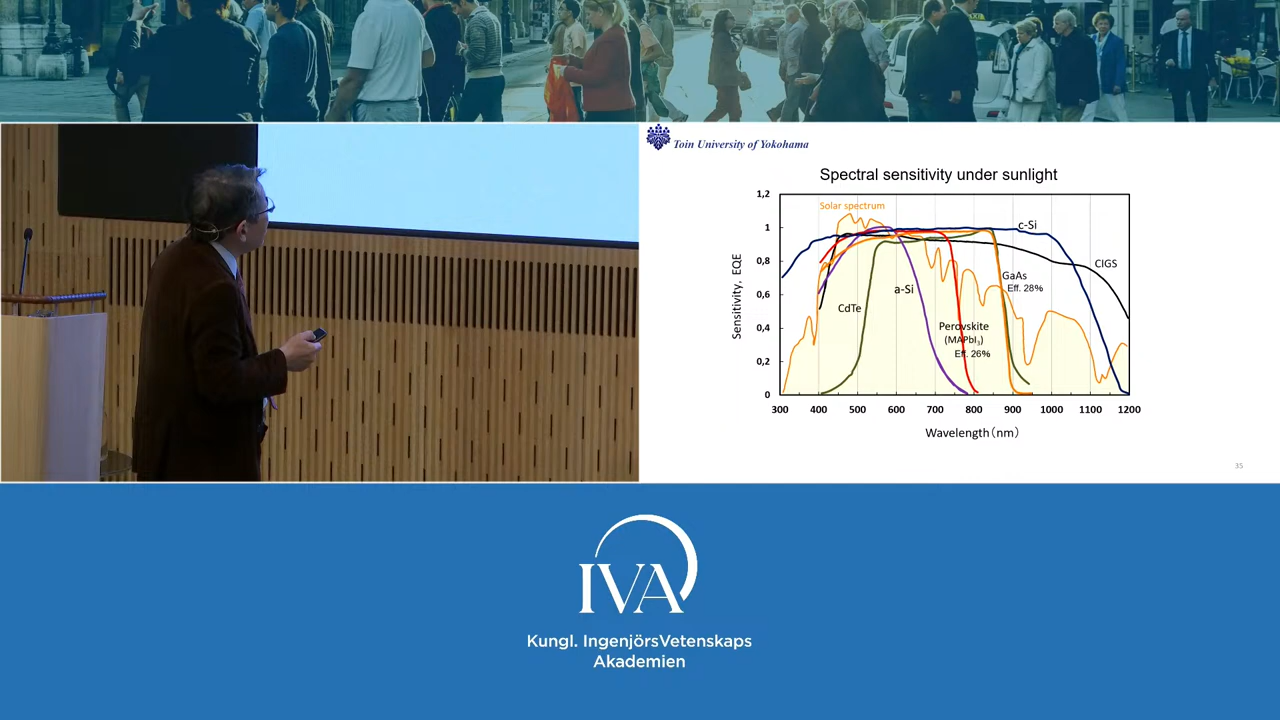 Toin University of Yokohama
Spectral sensitivity under sunlight
1,2
1
0,8
0,6
0,4
0,2
0
Sensitivity, EQE
Solar spectrum
c-Si
CIGS
GaAs
Eff. 28%
a-Si
CdTe
Perovskite
(MAPbI₃)
Eff. 26%
300 400 500 600 700 800 900 1000 1100 1200
Wavelength（nm）
35
IVA
Kungl. IngenjörsVetenskaps
Akademien